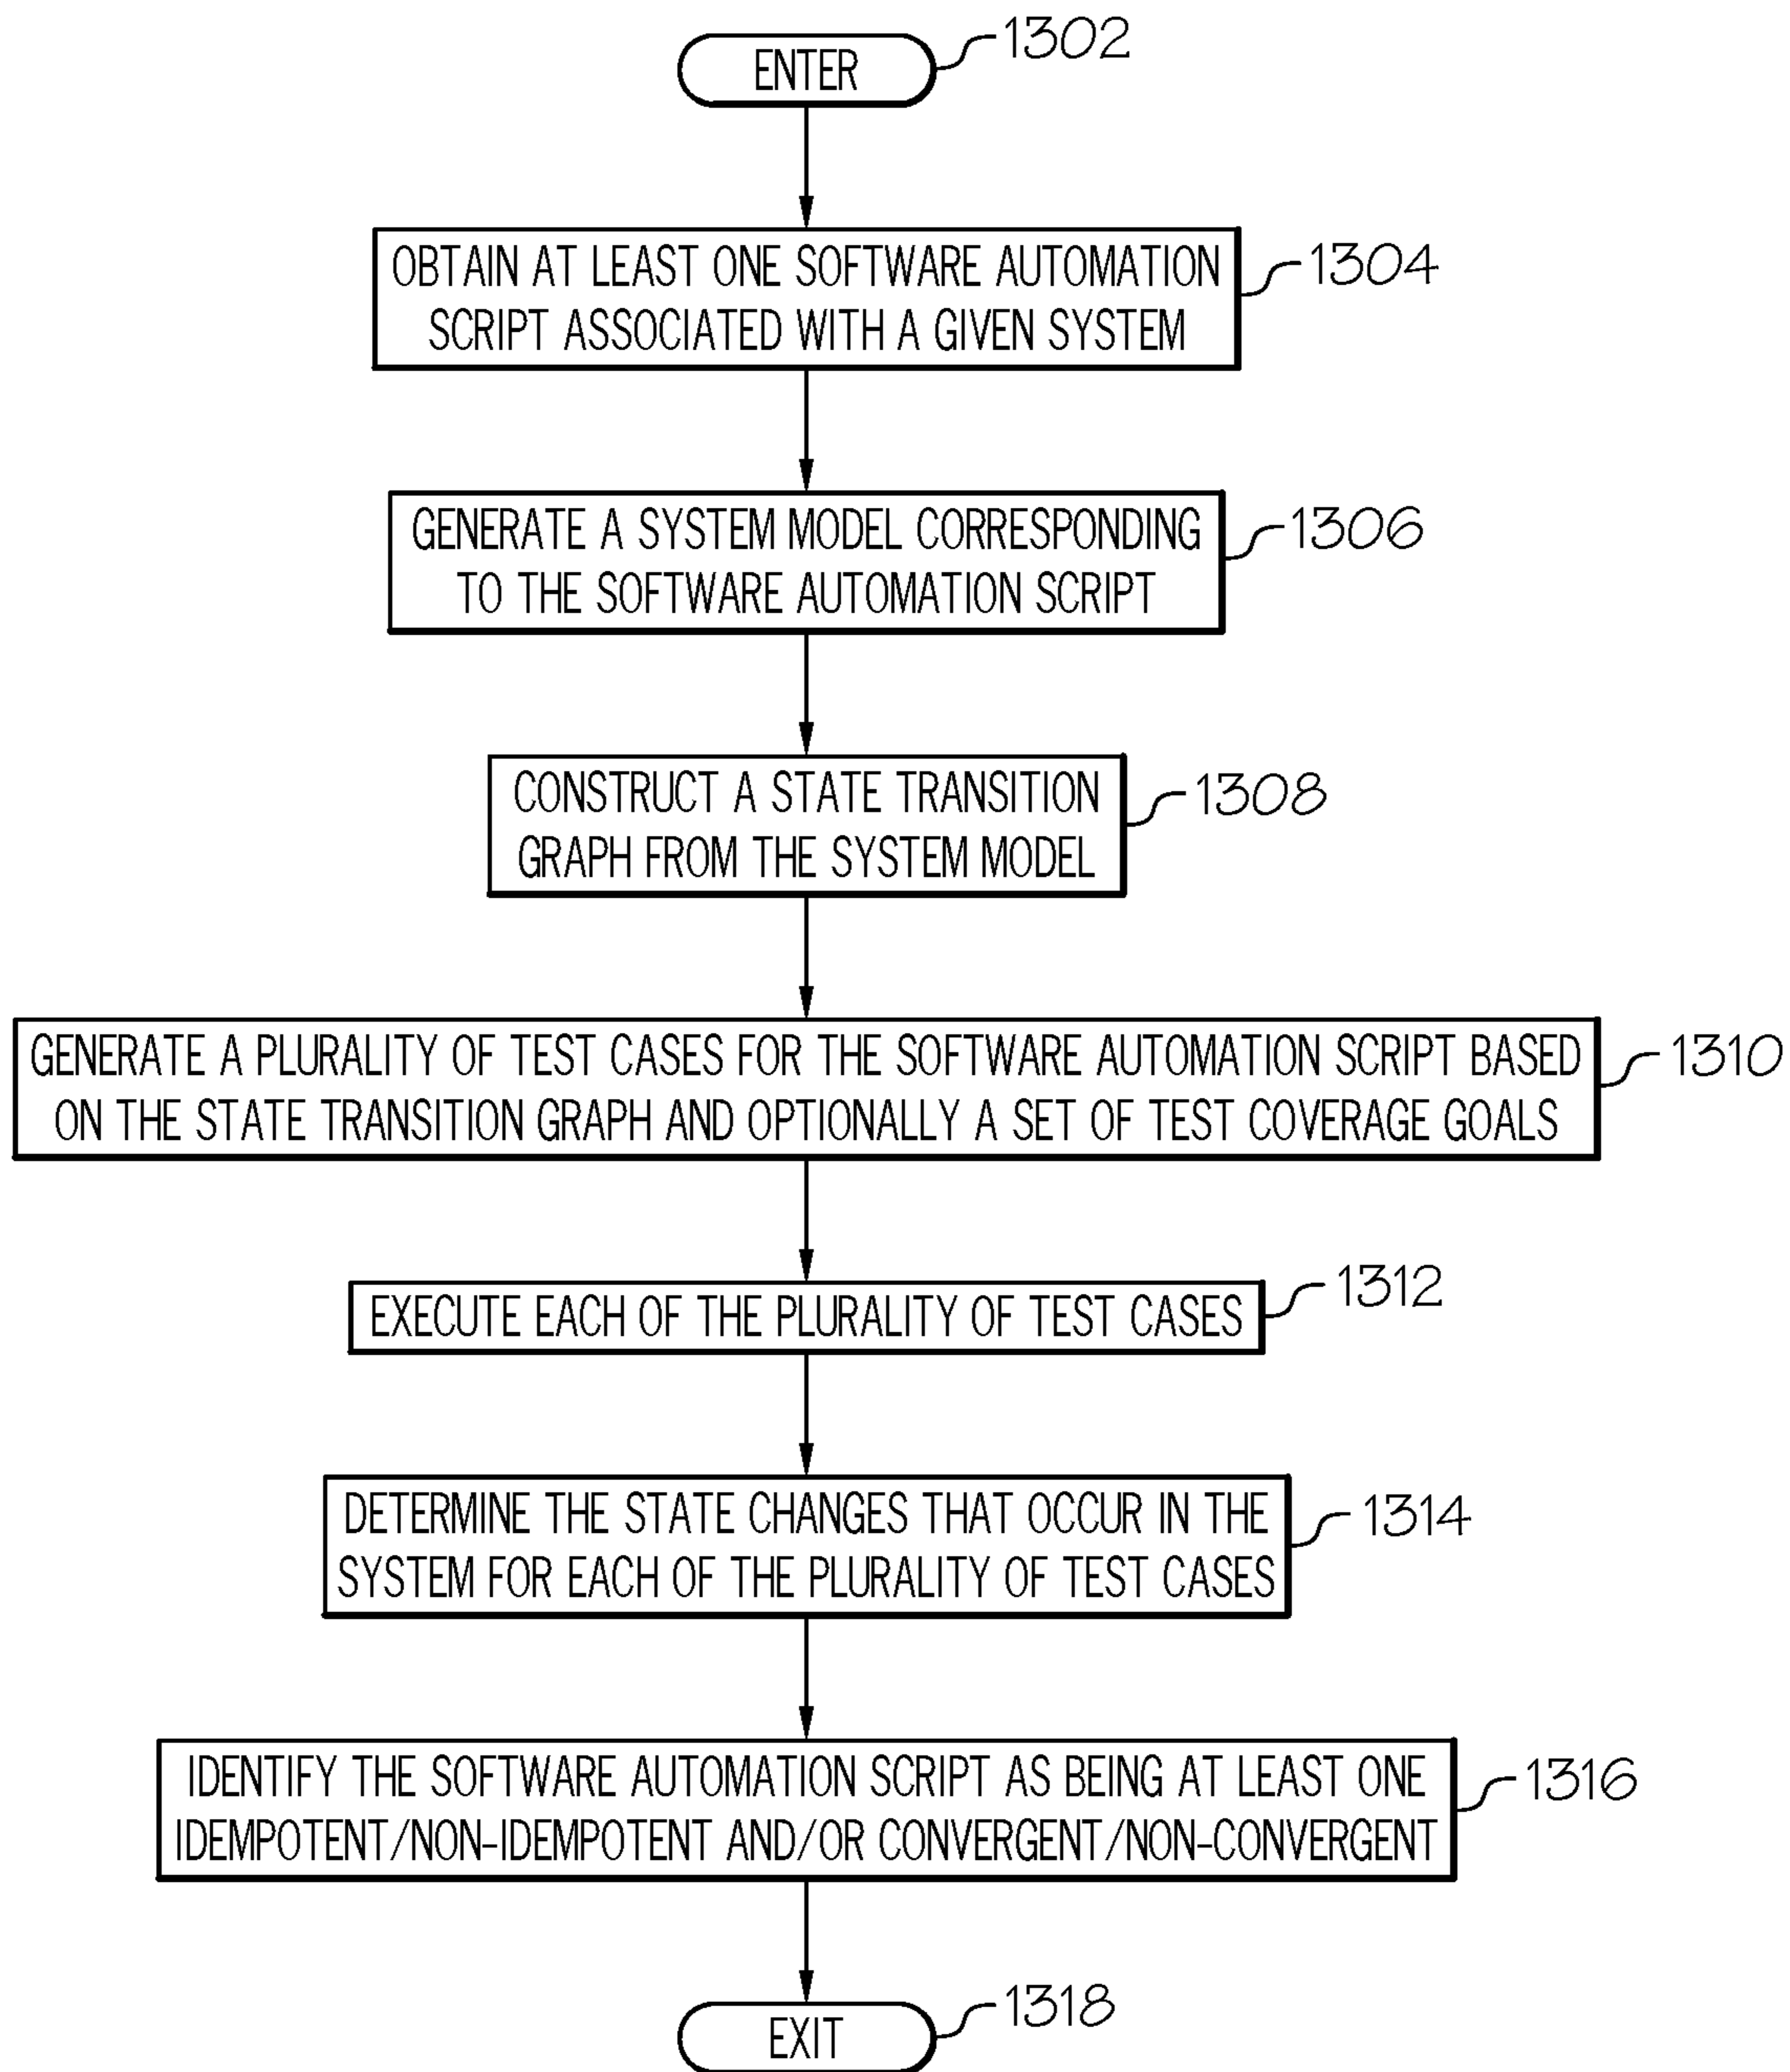 ENTER
1302
OBTAIN AT LEAST ONE SOFTWARE AUTOMATION
SCRIPT ASSOCIATED WITH A GIVEN SYSTEM
1304
GENERATE A SYSTEM MODEL CORRESPONDING
TO THE SOFTWARE AUTOMATION SCRIPT
1306
CONSTRUCT A STATE TRANSITION
GRAPH FROM THE SYSTEM MODEL
1308
GENERATE A PLURALITY OF TEST CASES FOR THE SOFTWARE AUTOMATION SCRIPT BASED
ON THE STATE TRANSITION GRAPH AND OPTIONALLY A SET OF TEST COVERAGE GOALS
1310
EXECUTE EACH OF THE PLURALITY OF TEST CASES
1312
DETERMINE THE STATE CHANGES THAT OCCUR IN THE
SYSTEM FOR EACH OF THE PLURALITY OF TEST CASES
1314
IDENTIFY THE SOFTWARE AUTOMATION SCRIPT AS BEING AT LEAST ONE
IDEMPOTENT/NON-IDEMPOTENT AND/OR CONVERGENT/NON-CONVERGENT
1316
EXIT
1318